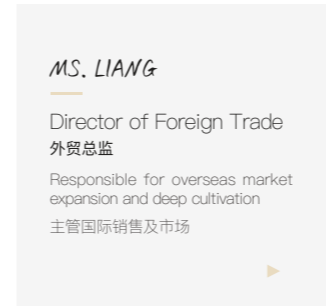 MS. LIANG
Director of Foreign Trade
外贸总监
Responsible for overseas market
expansion and deep cultivation
主管国际销售及市场